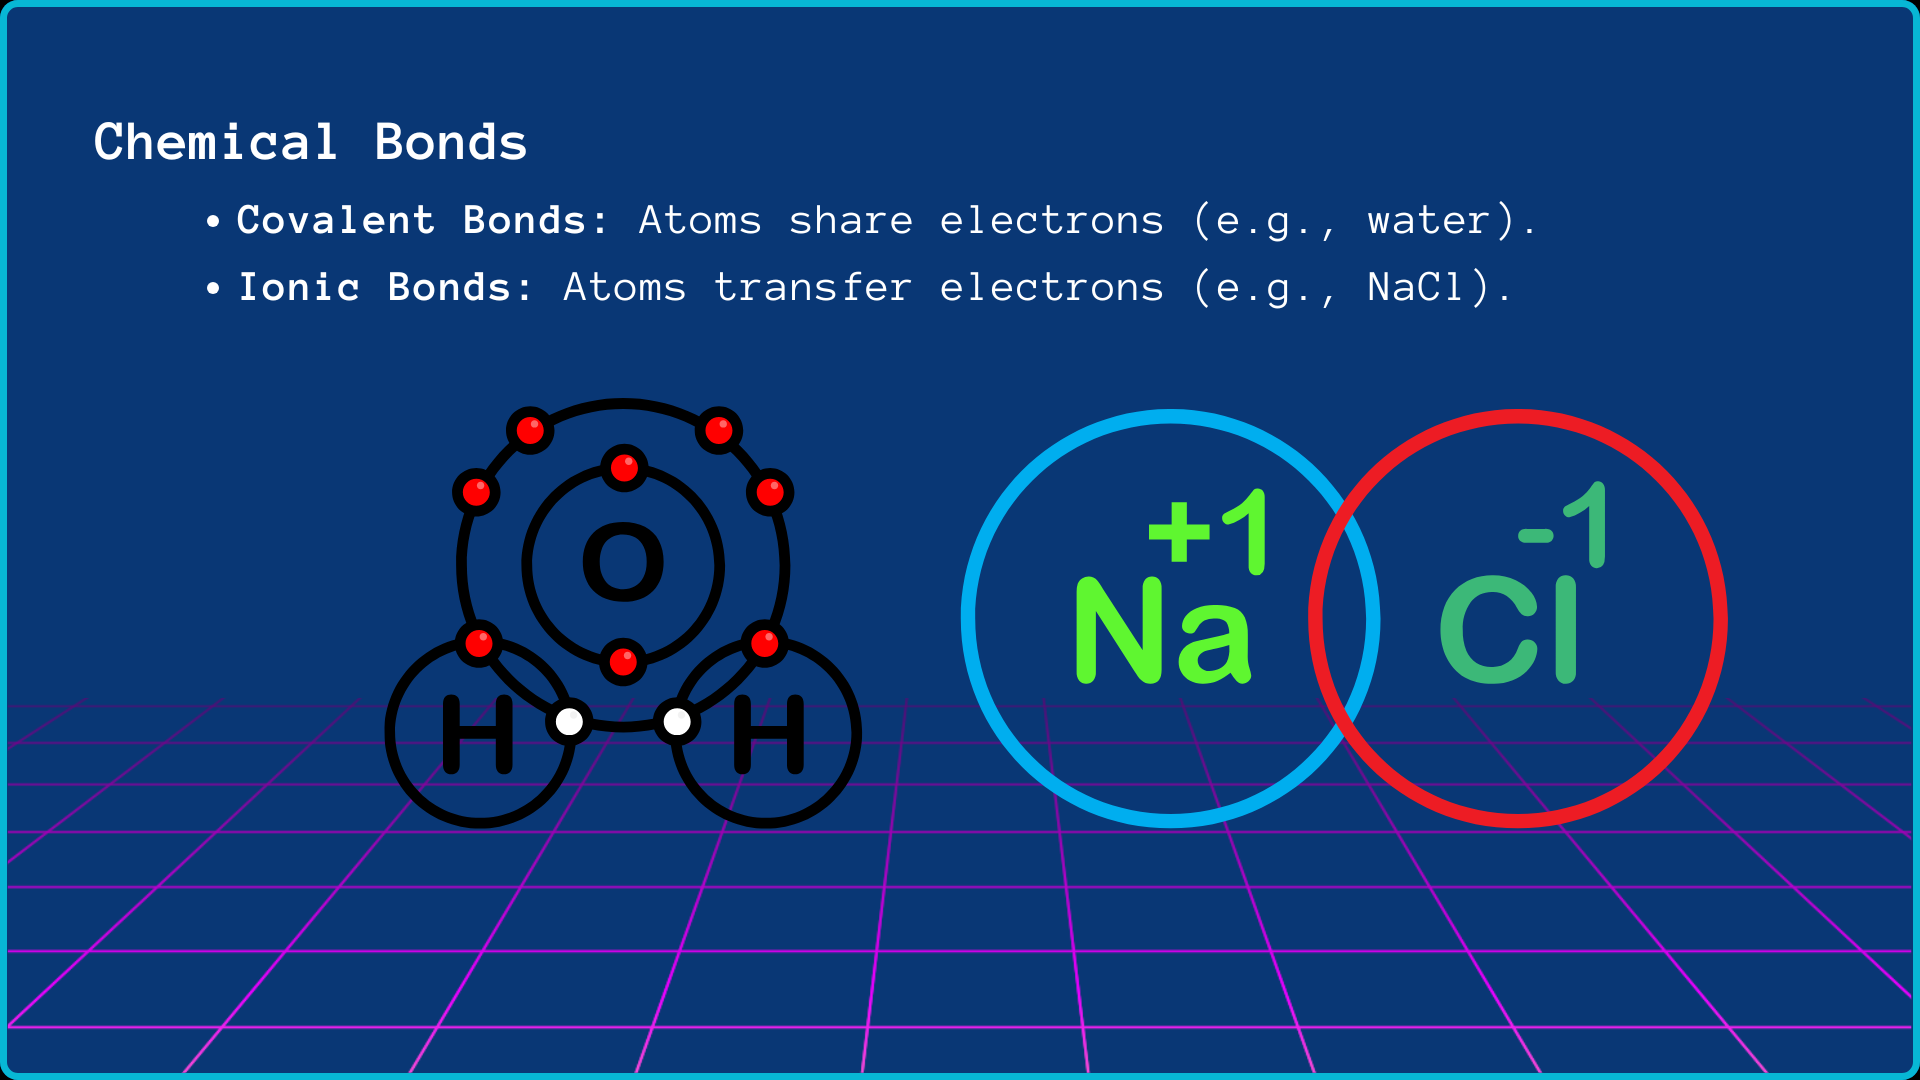 Chemical Bonds
• Covalent Bonds: Atoms share electrons (e.g., water).
• Ionic Bonds: Atoms transfer electrons (e.g., NaCl).
O
H H
+1
Na
-1
Cl